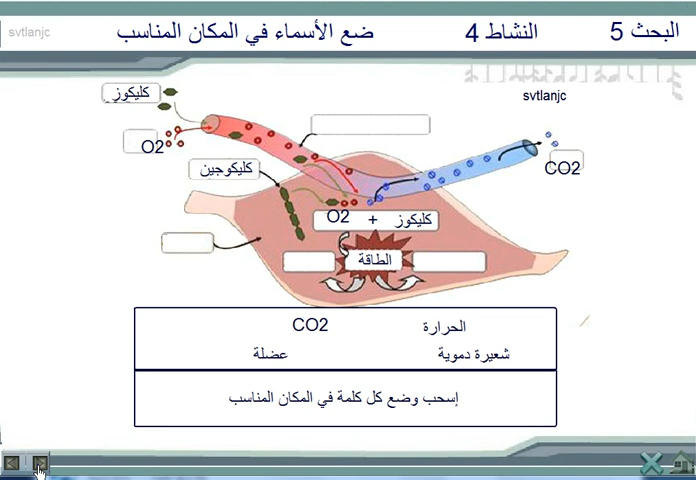 البحث 5
النشاط 4
ضع الأسماء في المكان المناسب
svtlanjc
svtlanjc
كليكوز
O2
CO2
كليكوجين
كليكوز + O2
الطاقة
الحرارة
CO2
شعيرة دموية
عضلة
إسحب وضع كل كلمة في المكان المناسب